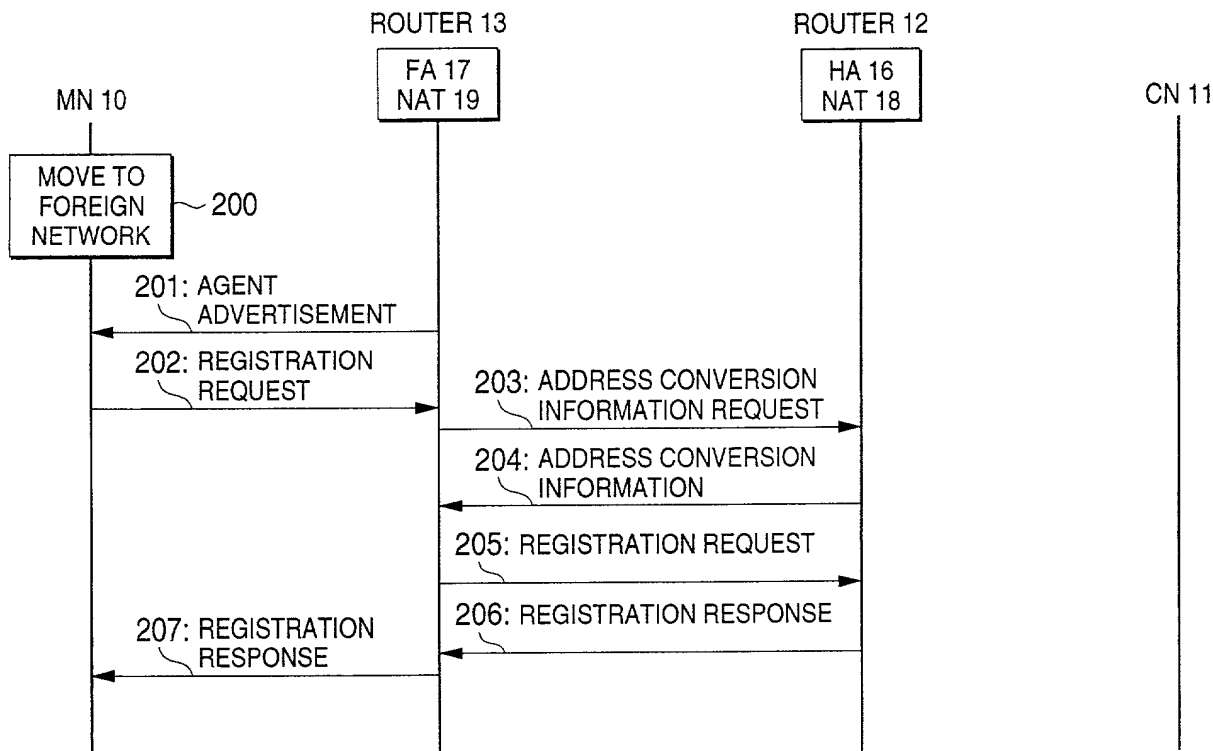 ROUTER 13
ROUTER 12
FA 17
NAT 19
HA 16
NAT 18
MN 10
CN 11
MOVE TO
FOREIGN
NETWORK
200
201: AGENT
ADVERTISEMENT
202: REGISTRATION
REQUEST
203: ADDRESS CONVERSION
INFORMATION REQUEST
204: ADDRESS CONVERSION
INFORMATION
205: REGISTRATION REQUEST
206: REGISTRATION RESPONSE
207: REGISTRATION
RESPONSE